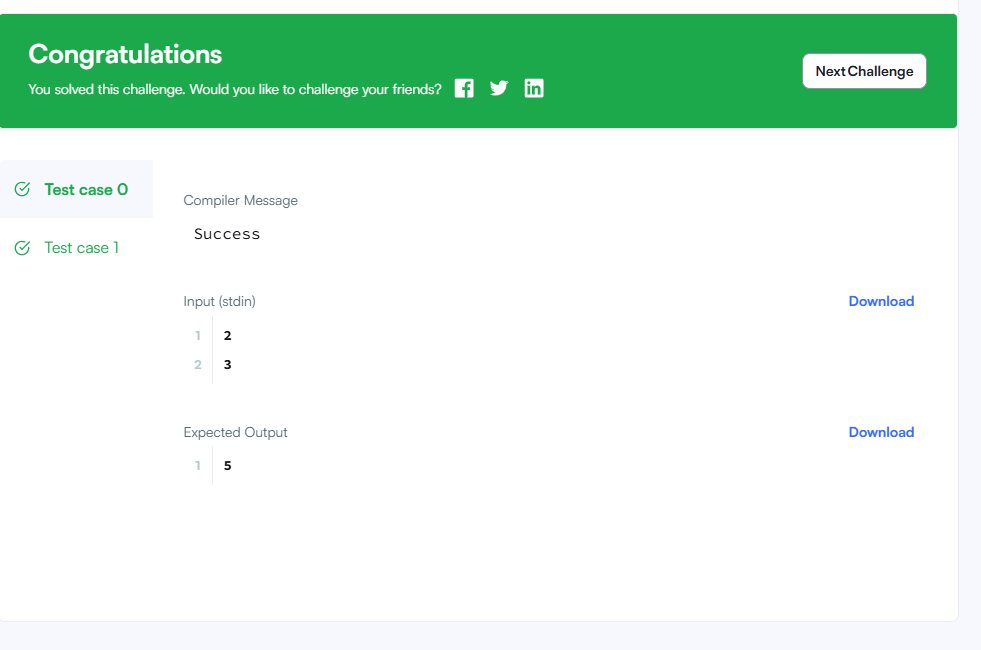 Congratulations
You solved this challenge. Would you like to challenge your friends?
Next Challenge
Test case 0
Test case 1
Compiler Message
Success
Input (stdin)
Download
1 2
2 3
Expected Output
Download
1 5